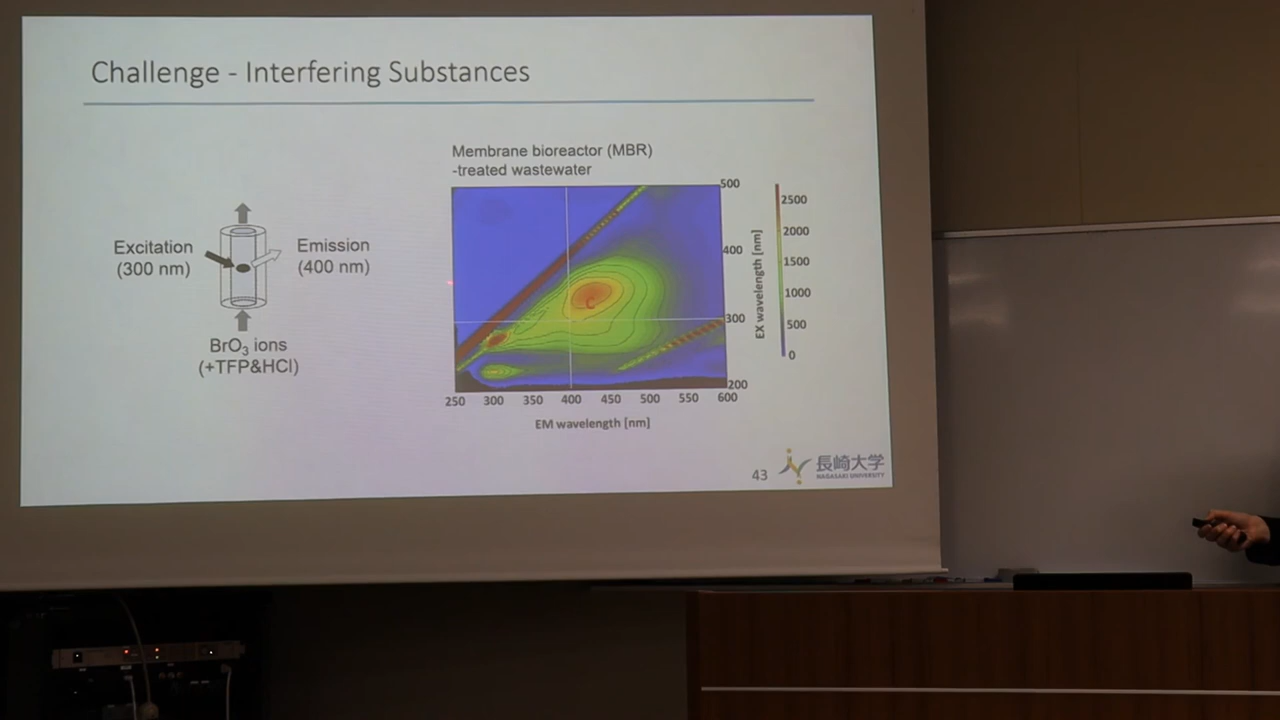 Challenge - Interfering Substances
Membrane bioreactor (MBR)
-treated wastewater
Excitation
(300 nm)
Emission
(400 nm)
BrO3 ions
(+TFP&HCl)
C
500
400
300
200
EX wavelength [nm]
2500
2000
1500
1000
500
0
250 300 350 400 450 500 550 600
EM wavelength [nm]
43
長崎大学
NAGASAKI UNIVERSITY